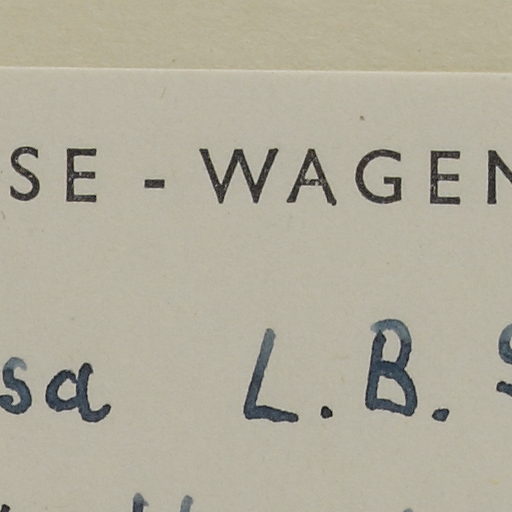 SE - WAGEN
sa L.B. S